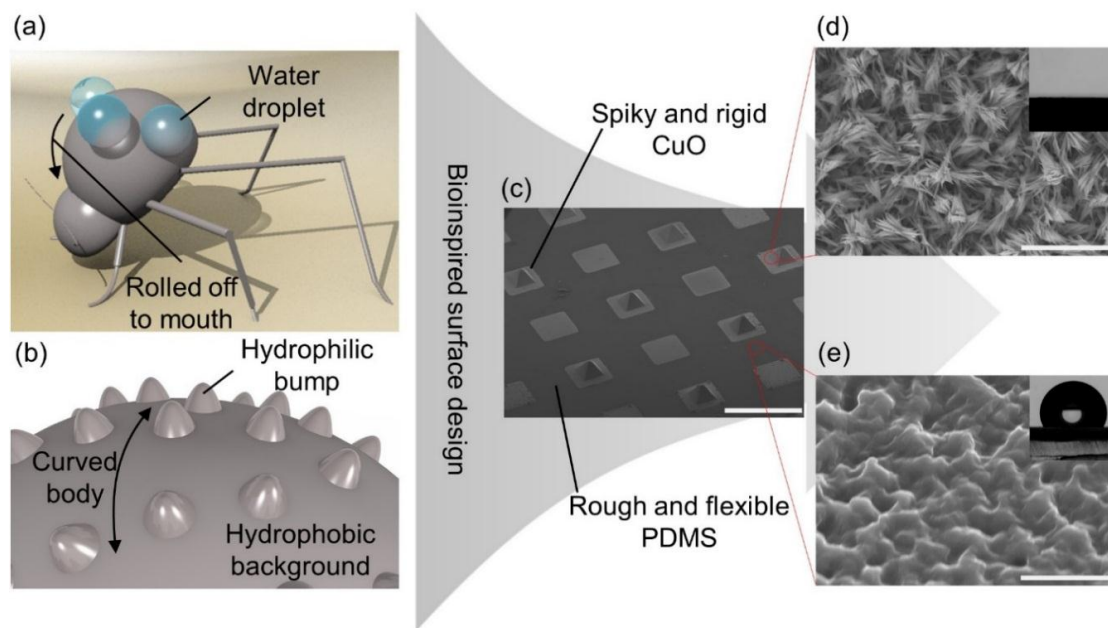 (a)
Water
droplet
Rolled off
to mouth
(b)
Hydrophilic
bump
Curved
body
Hydrophobic
background
Bioinspired surface design
(c)
Spiky and rigid
CuO
Rough and flexible
PDMS
(d)
(e)